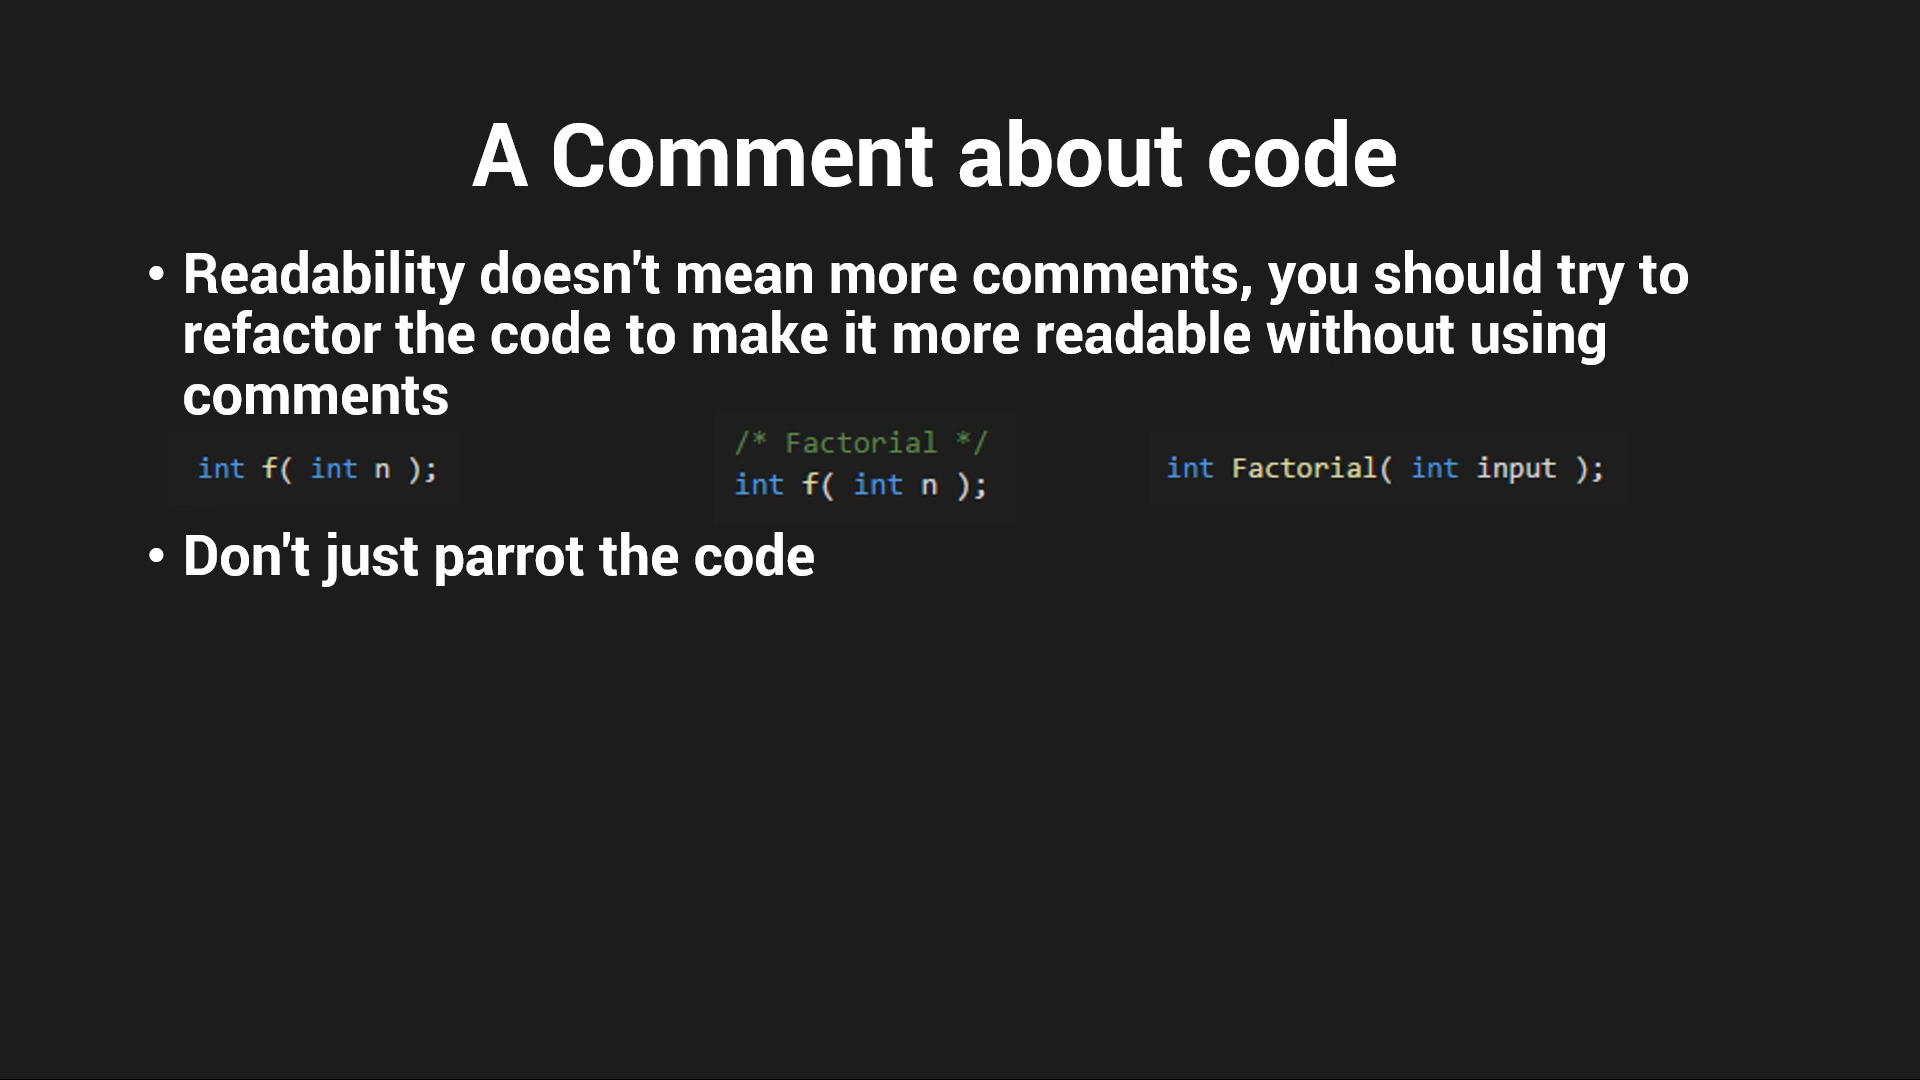 A Comment about code
• Readability doesn't mean more comments, you should try to
refactor the code to make it more readable without using
comments
int f( int n );
/* Factorial */
int f( int n );
int Factorial( int input );
• Don't just parrot the code